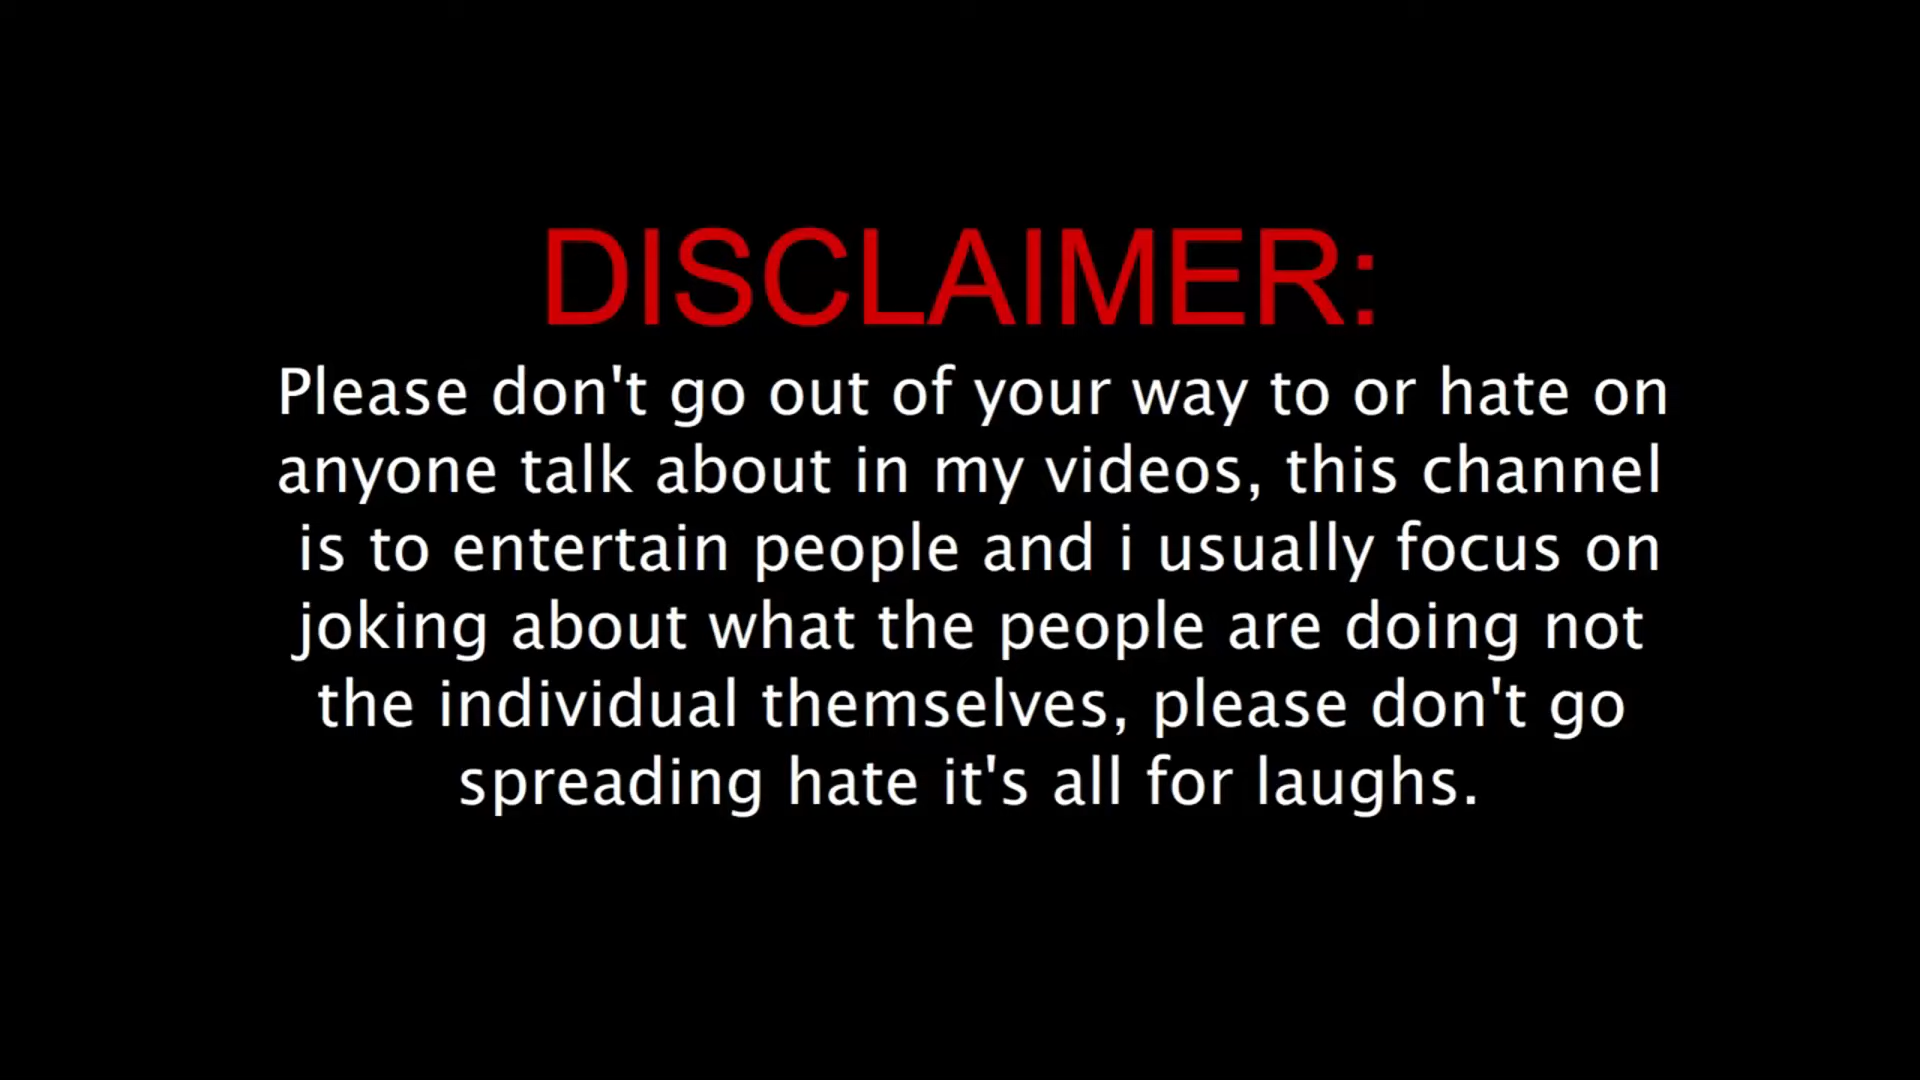 DISCLAIMER:
Please don't go out of your way to or hate on
anyone talk about in my videos, this channel
is to entertain people and i usually focus on
joking about what the people are doing not
the individual themselves, please don't go
spreading hate it's all for laughs.